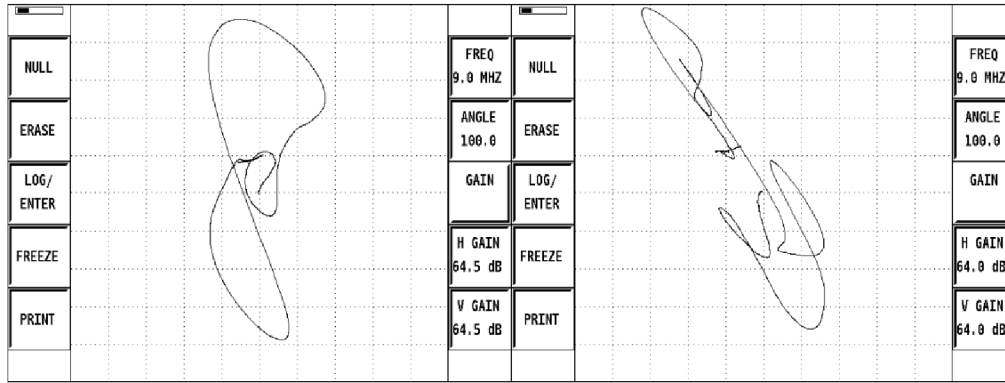 NULL
ERASE
LOG/
ENTER
FREEZE
PRINT
FREQ
9.0 MHZ
ANGLE
100.0
GAIN
H GAIN
64.5 dB
V GAIN
64.5 dB
NULL
ERASE
LOG/
ENTER
FREEZE
PRINT
FREQ
9.0 MHZ
ANGLE
100.0
GAIN
H GAIN
64.0 dB
V GAIN
64.0 dB